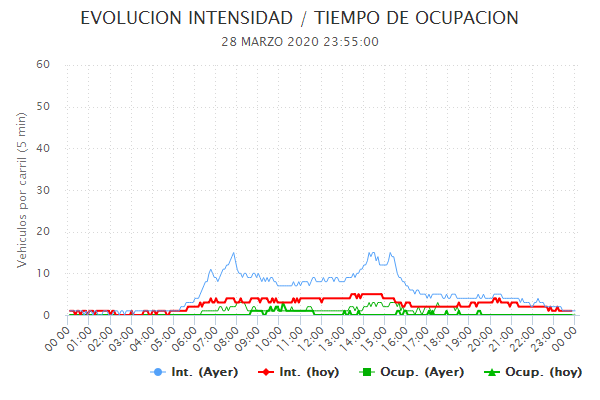 EVOLUCION INTENSIDAD / TIEMPO DE OCUPACION
28 MARZO 2020 23:55:00
Vehiculos por carril (5 min)
60
50
40
30
20
10
0
00:00 01:00 02:00 03:00 04:00 05:00 06:00 07:00 08:00 09:00 10:00 11:00 12:00 13:00 14:00 15:00 16:00 17:00 18:00 19:00 20:00 21:00 22:00 23:00 00:00
Int. (Ayer) Int. (hoy) Ocup. (Ayer) Ocup. (hoy)